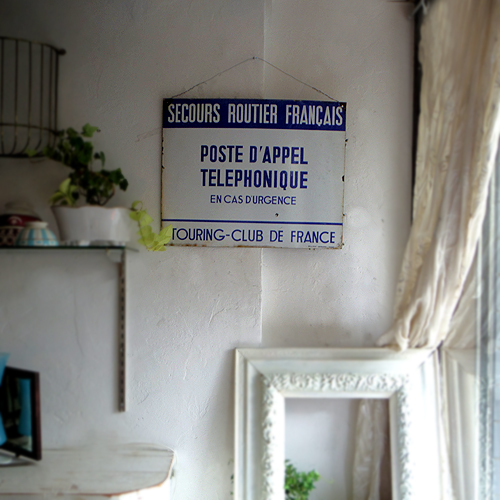 SECOURS ROUTIER FRANÇAIS
POSTE D'APPEL
TELEPHONIQUE
EN CAS D'URGENCE
TOURING-CLUB DE FRANCE